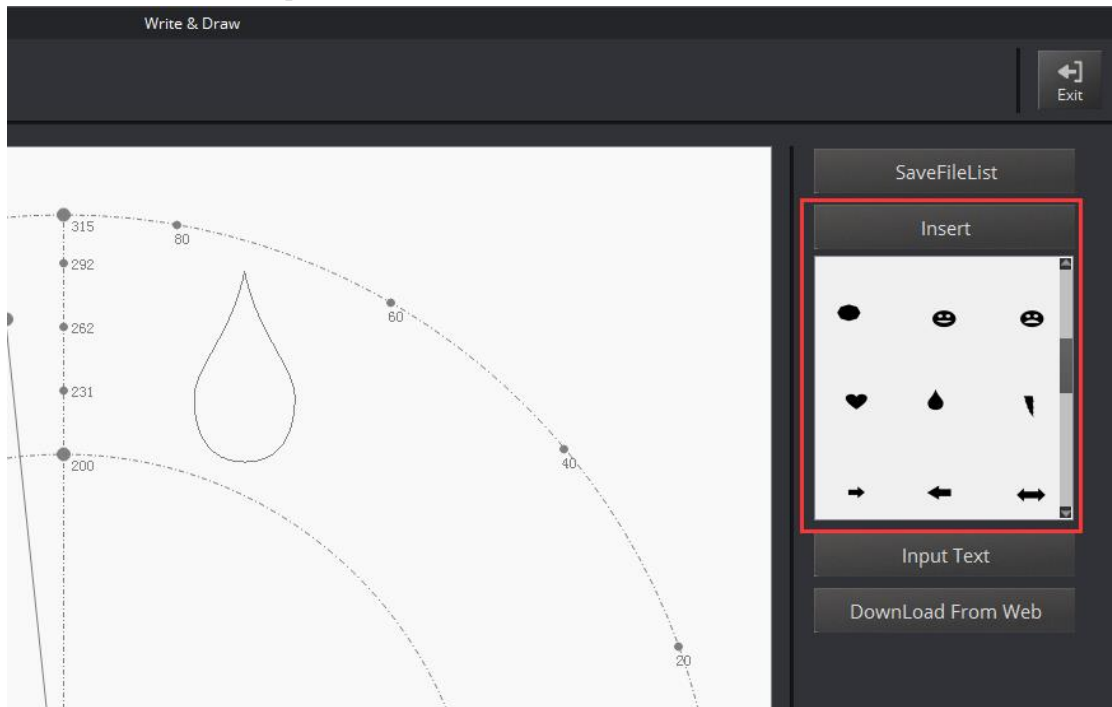 Write & Draw
Exit
SaveFileList
Insert
315
80
292
60
262
231
200
40
Input Text
DownLoad From Web
20